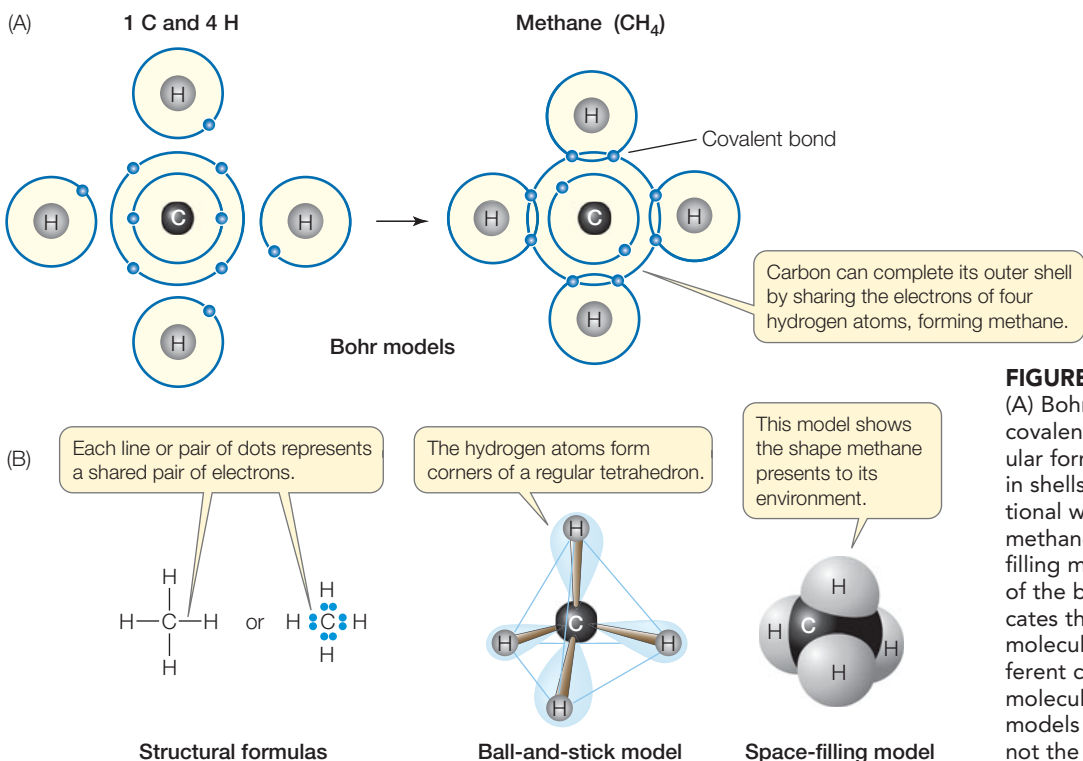 (A)
1 C and 4 H
Methane (CH₄)
H
H
C
H
H
H
Covalent bond
H
C
H
H
Carbon can complete its outer shell
by sharing the electrons of four
hydrogen atoms, forming methane.
Bohr models
FIGURE
(A) Bohr
covalen
ular form
in shells
tional w
methane
filling m
of the b
cates th
molecul
ferent c
molecul
models
not the
(B)
Each line or pair of dots represents
a shared pair of electrons.
The hydrogen atoms form
corners of a regular tetrahedron.
This model shows
the shape methane
presents to its
environment.
H
H—C—H
H
or
H
H C H
H
H
C
H
H
H
H
H
C
H
H
Structural formulas
Ball-and-stick model
Space-filling model